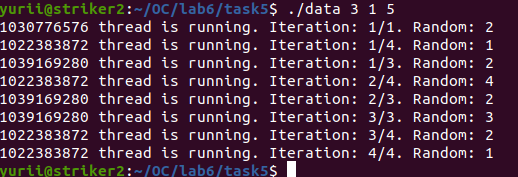 yurii@striker2:~/OC/lab6/task5$ ./data 3 1 5
1030776576 thread is running. Iteration: 1/1. Random: 2
1022383872 thread is running. Iteration: 1/4. Random: 1
1039169280 thread is running. Iteration: 1/3. Random: 2
1022383872 thread is running. Iteration: 2/4. Random: 4
1039169280 thread is running. Iteration: 2/3. Random: 2
1039169280 thread is running. Iteration: 3/3. Random: 3
1022383872 thread is running. Iteration: 3/4. Random: 2
1022383872 thread is running. Iteration: 4/4. Random: 1
yurii@striker2:~/OC/lab6/task5$